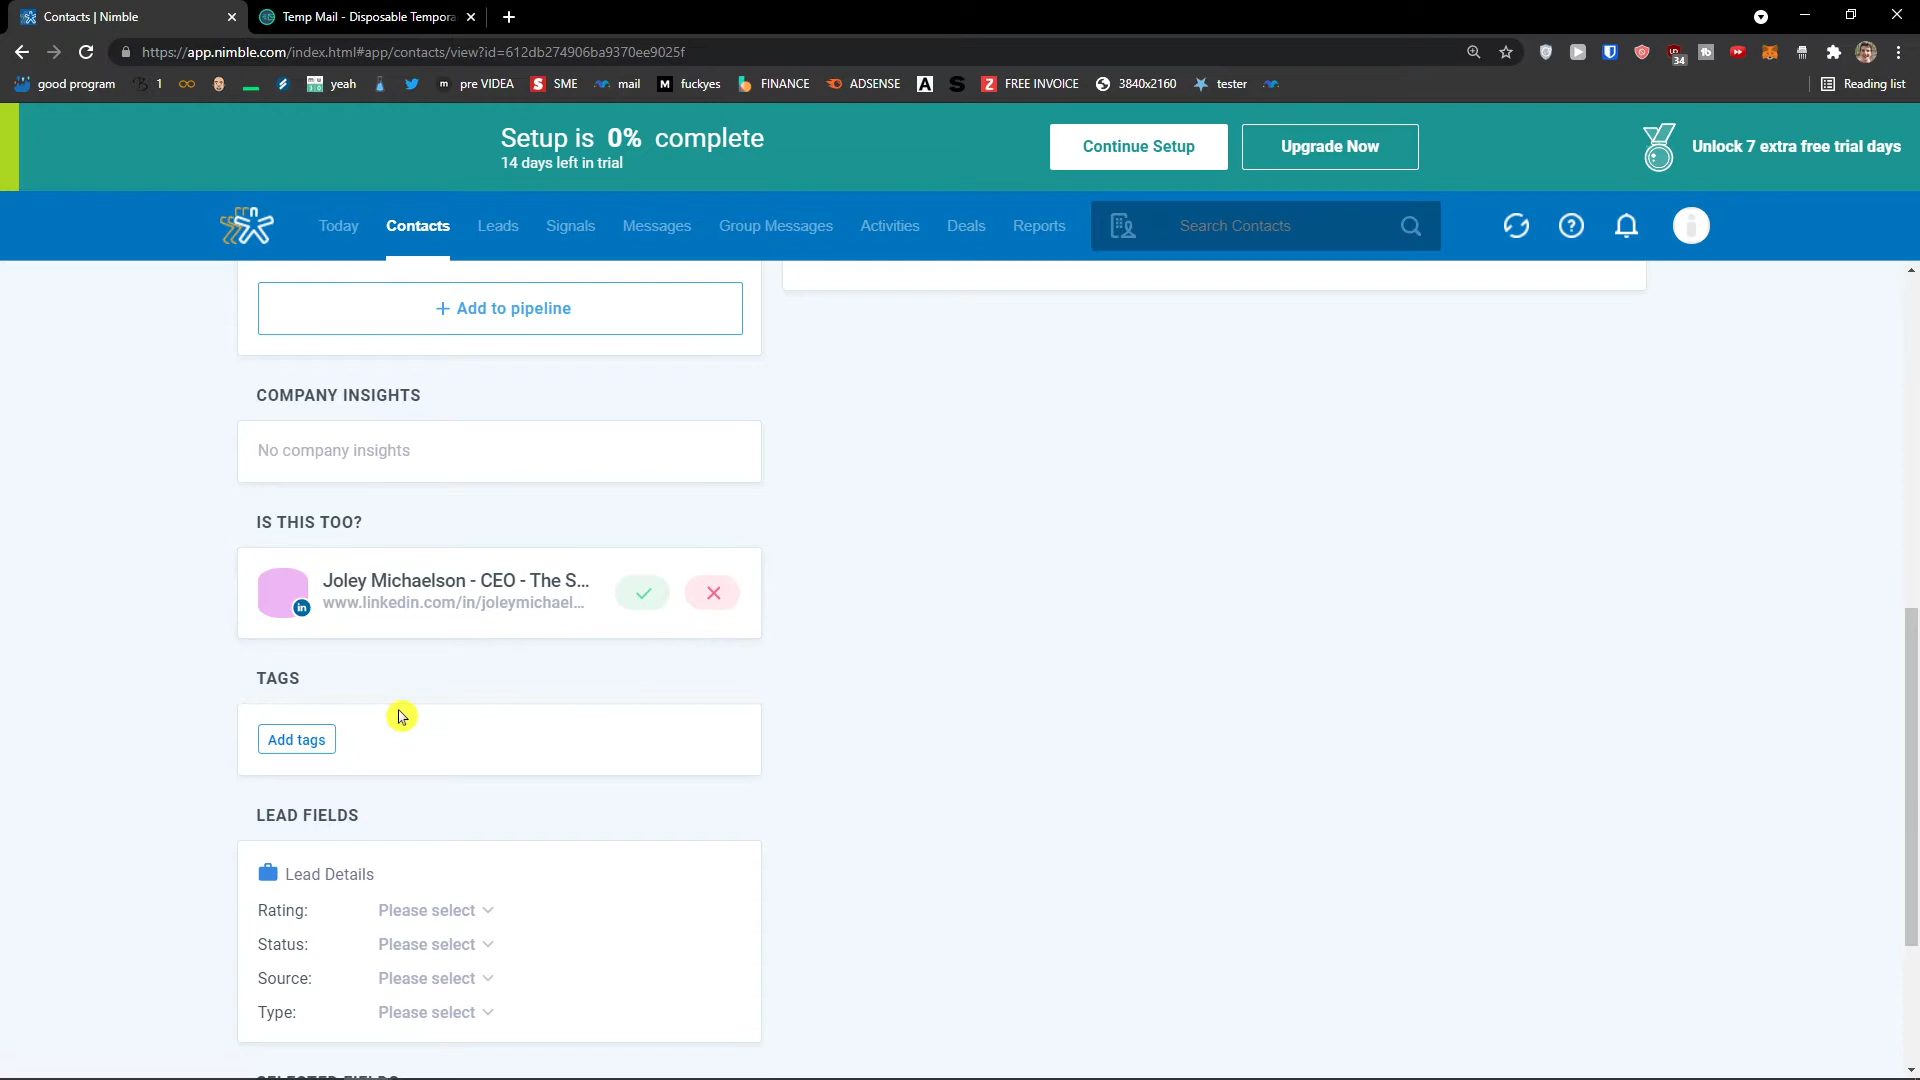 Contacts | Nimble
Temp Mail - Disposable Tempora
https://app.nimble.com/index.html#app/contacts/view?id=612db274906ba9370ee9025f
34
good program
1
yeah
pre VIDEA
SME
mail
fuckyes
FINANCE
ADSENSE
FREE INVOICE
3840x2160
tester
Reading list
Setup is 0% complete
14 days left in trial
Continue Setup
Upgrade Now
Unlock 7 extra free trial days
Today
Contacts
Leads
Signals
Messages
Group Messages
Activities
Deals
Reports
Search Contacts
+ Add to pipeline
COMPANY INSIGHTS
No company insights
IS THIS TOO?
Joley Michaelson - CEO - The S...
www.linkedin.com/in/joleymichael...
TAGS
Add tags
LEAD FIELDS
Lead Details
Rating: Please select
Status: Please select
Source: Please select
Type: Please select